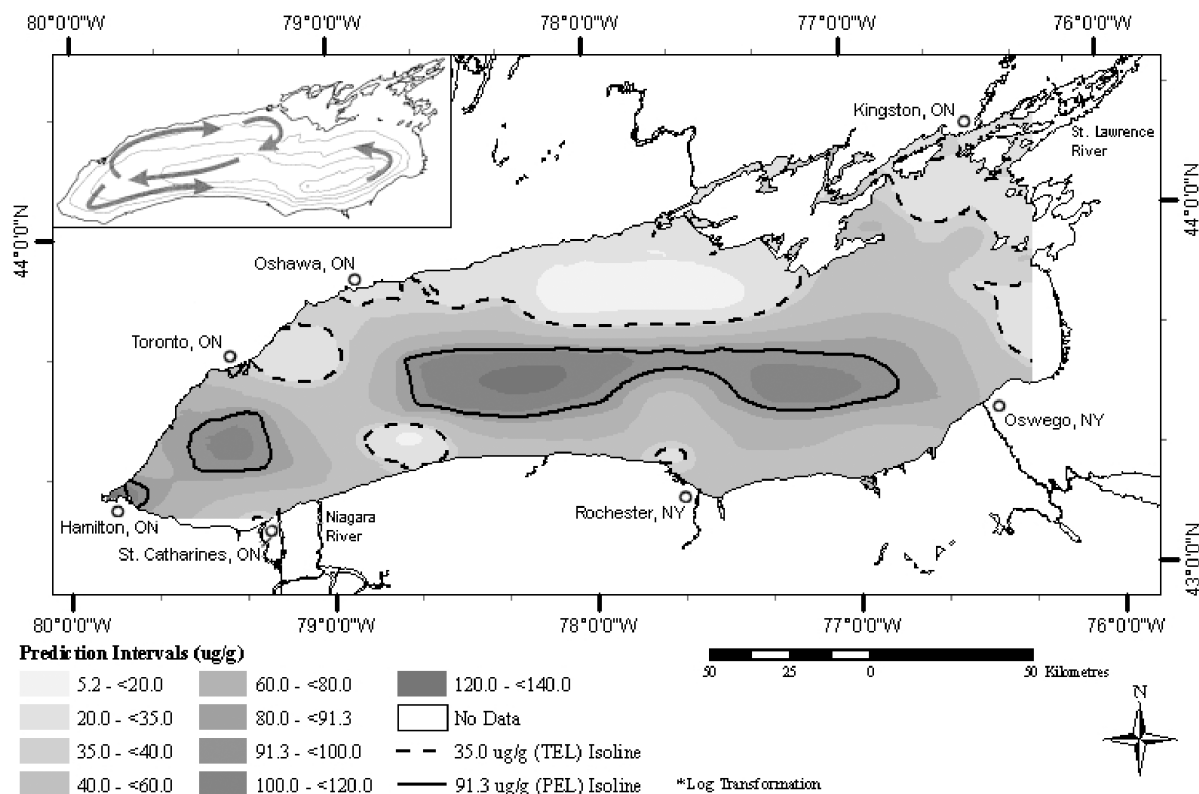 80°0'0"W 79°0'0"W 78°0'0"W 77°0'0"W 76°0'0"W
Kingston, ON
St. Lawrence
River
44°0'0"N
44°0'0"N
Oshawa, ON
Toronto, ON
Oswego, NY
Rochester, NY
Hamilton, ON
Niagara
River
St. Catharines, ON
43°0'0"N
80°0'0"W 79°0'0"W 78°0'0"W 77°0'0"W 76°0'0"W
Prediction Intervals (ug/g)
5.2 - <20.0 60.0 - <80.0 120.0 - <140.0
20.0 - <35.0 80.0 - <91.3 No Data
35.0 - <40.0 91.3 - <100.0 35.0 ug/g (TEL) Isoline
40.0 - <60.0 100.0 - <120.0 91.3 ug/g (PEL) Isoline
*Log Transformation
50 25 0 50 Kilometres
N